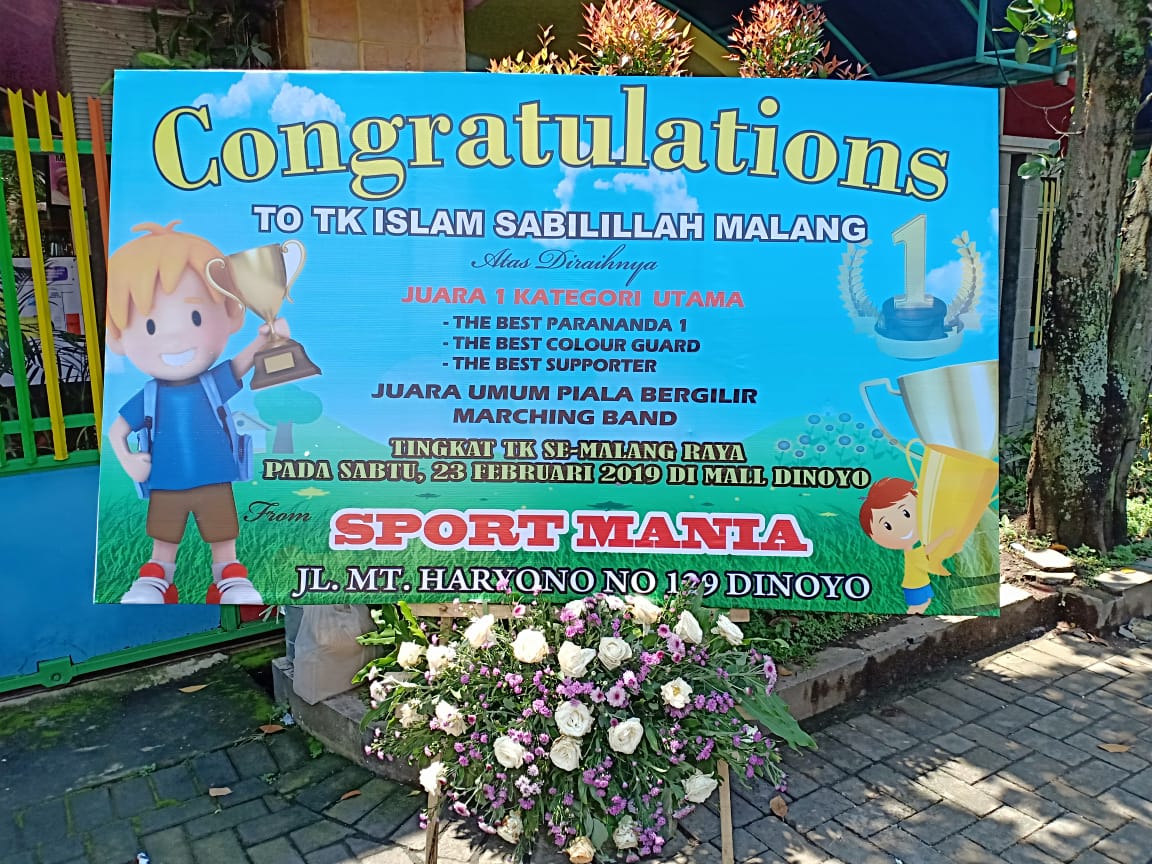 Congratulations
TO TK ISLAM SABILILLAH MALANG
1
Atas Diraihnya
JUARA 1 KATEGORI UTAMA
- THE BEST PARANANDA 1
- THE BEST COLOUR GUARD
- THE BEST SUPPORTER
JUARA UMUM PIALA BERGILIR
MARCHING BAND
TINGKAT TK SE-MALANG RAYA
PADA SABTU, 23 FEBRUARI 2019 DI MALL DINOYO
From
SPORT MANIA
JL. MT. HARYONO NO 129 DINOYO